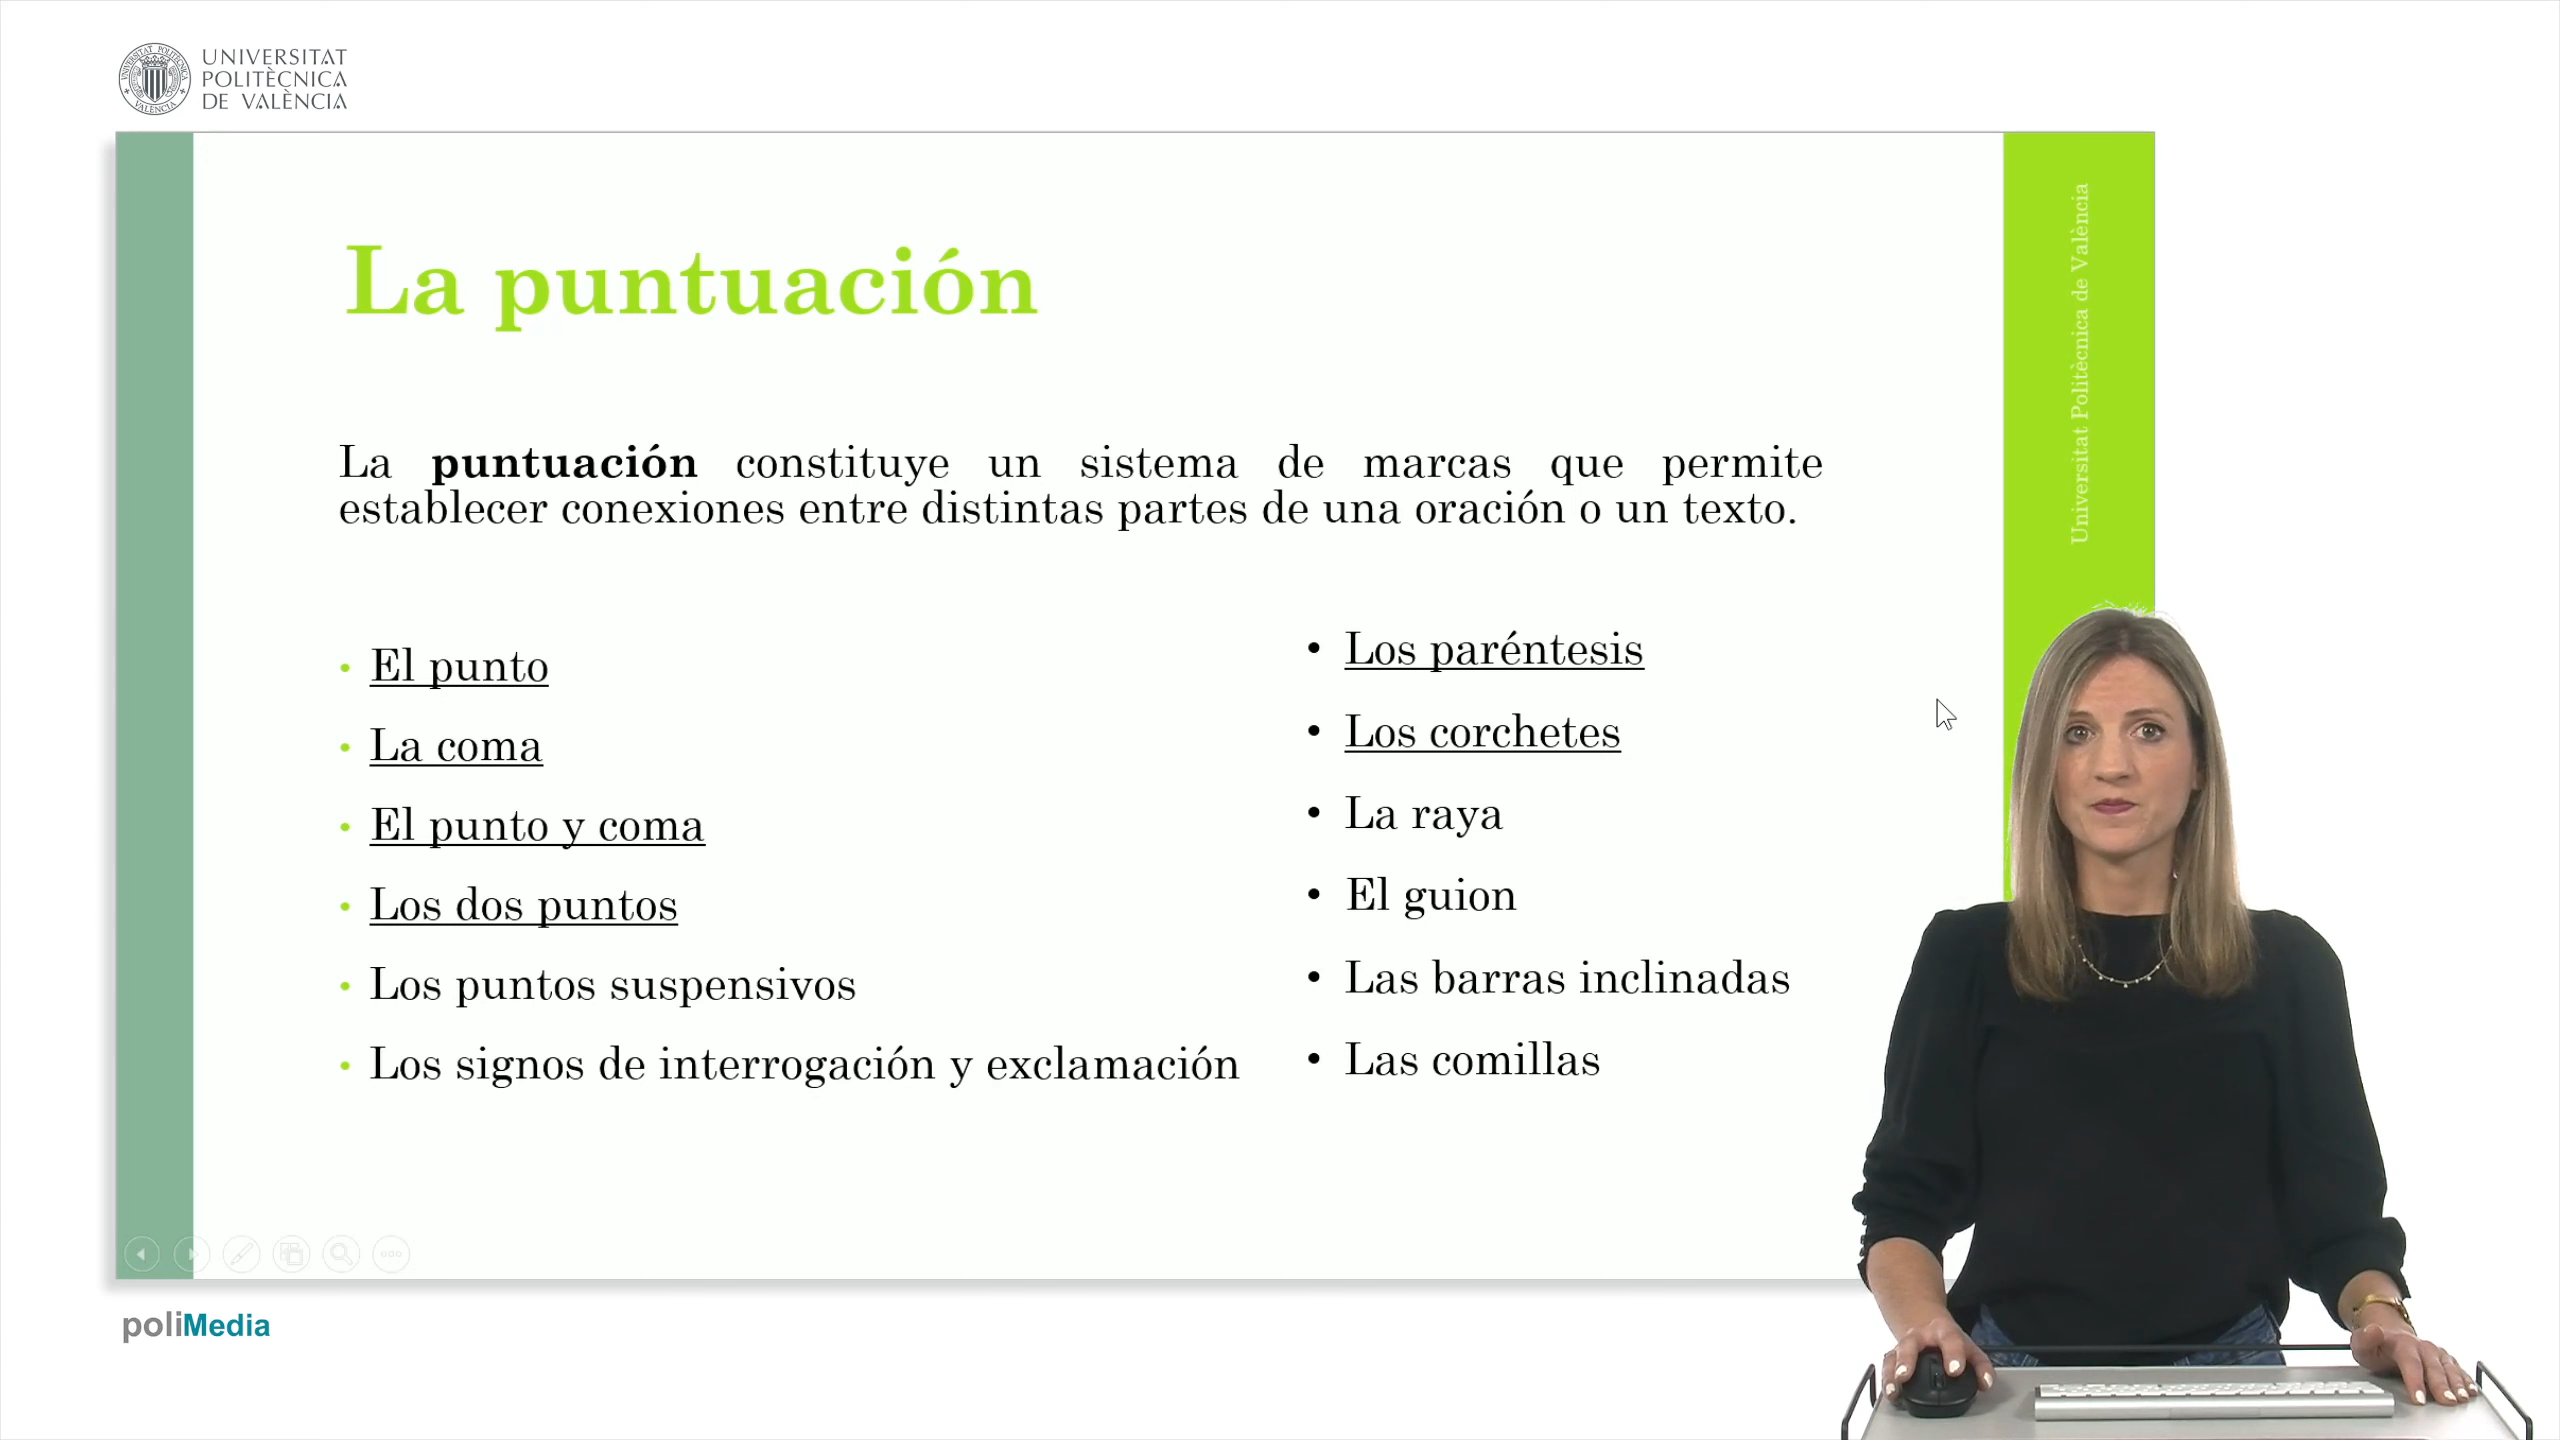 UNIVERSITAT
POLITÈCNICA
DE VALÈNCIA
La puntuación
La puntuación constituye un sistema de marcas que permite
establecer conexiones entre distintas partes de una oración o un texto.
• El punto
• La coma
• El punto y coma
• Los dos puntos
• Los puntos suspensivos
• Los signos de interrogación y exclamación
• Los paréntesis
• Los corchetes
• La raya
• El guion
• Las barras inclinadas
• Las comillas
Universitat Politècnica de València
poliMedia